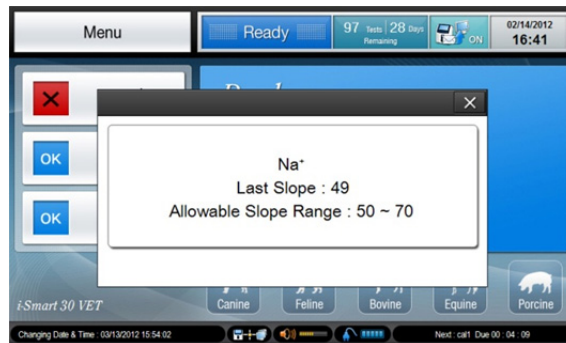 Menu
Ready
97 Tests 28 Days
Remaining
ON
02/14/2012
16:41
OK
OK
Na⁺
Last Slope : 49
Allowable Slope Range : 50 ~ 70
i-Smart 30 VET
Canine
Feline
Bovine
Equine
Porcine
Changing Date & Time : 03/13/2012 15:54:02
Next : cal1 Due 00 : 04 : 09